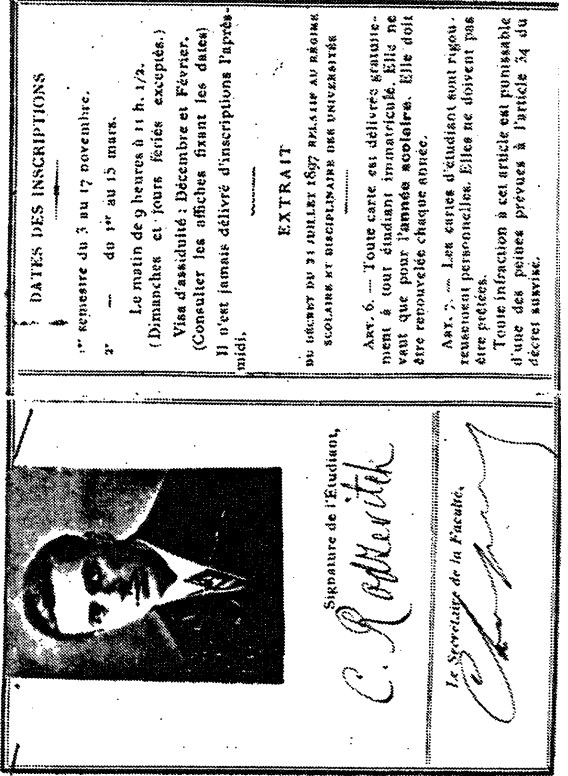 DATES DES INSCRIPTIONS
1er semestre du 3 au 17 novembre.
2e — du 1er au 15 mars.
Le matin de 9 heures à 11 h. 1/2.
(Dimanches et jours fériés exceptés.)
Visa d'assiduité : Décembre et Février.
(Consulter les affiches fixant les dates)
Il n'est jamais délivré d'inscriptions l'après-
midi.
EXTRAIT
DU DÉCRET DU 21 JUILLET 1897 RELATIF AU RÉGIME
SCOLAIRE ET DISCIPLINAIRE DES UNIVERSITÉS
ART. 6. — Toute carte est délivrée gratuite-
ment à tout étudiant immatriculé. Elle ne
vaut que pour l'année scolaire. Elle doit
être renouvelée chaque année.
ART. 7. — Les cartes d'étudiant sont rigou-
reusement personnelles. Elles ne doivent pas
être prêtées.
Toute infraction à cet article est punissable
d'une des peines prévues à l'article 34 du
décret susvisé.
Signature de l'Étudiant,
C. Rodzevitch
Le Secrétaire de la Faculté,